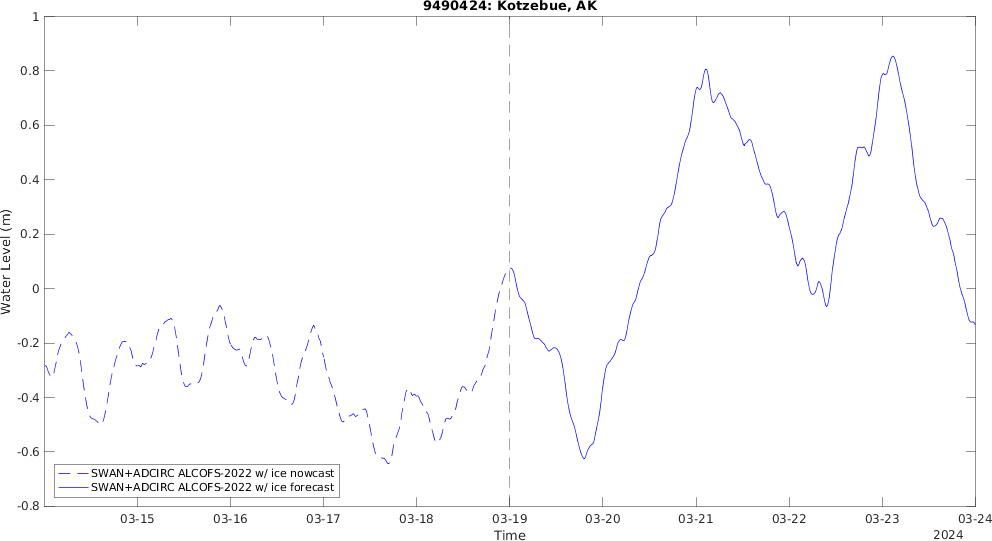 9490424: Kotzebue, AK
Water Level (m)
1
0.8
0.6
0.4
0.2
0
-0.2
-0.4
-0.6
-0.8
SWAN+ADCIRC ALCOFS-2022 w/ ice nowcast
SWAN+ADCIRC ALCOFS-2022 w/ ice forecast
03-15 03-16 03-17 03-18 03-19 03-20 03-21 03-22 03-23 03-24
Time
2024